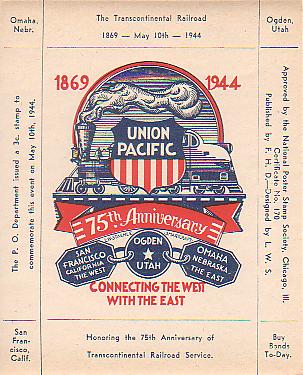 Omaha,
Nebr.
The Transcontinental Railroad
1869 — May 10th — 1944
Ogden,
Utah
The P. O. Department issued a 3c. stamp to
commemorate this event on May 10th, 1944.
1869
1944
UNION
PACIFIC
75th Anniversary
SAN
FRANCISCO
CALIFORNIA
THE WEST
OGDEN
UTAH
OMAHA
NEBRASKA
THE EAST
CONNECTING THE WEST
WITH THE EAST
Approved by the National Poster Stamp Society, Chicago, Ill.
Certificate No. 170
Published by F. H. D.—Designed by L. W. S.
San
Fran-
cisco,
Calif.
Honoring the 75th Anniversary of
Transcontinental Railroad Service.
Buy
Bonds
To-Day.